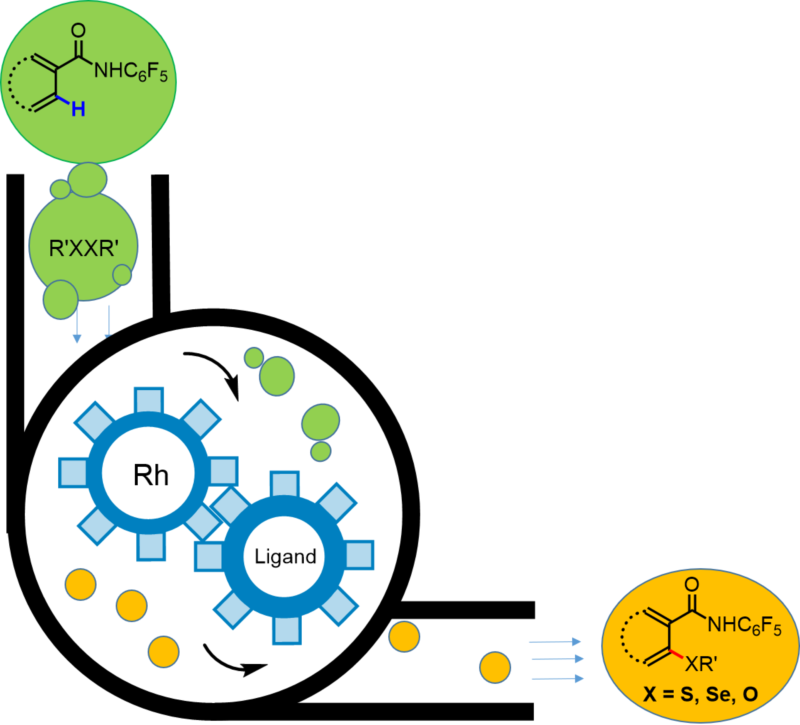 O
NHC₆F₅
H
R'XXR'
Rh
Ligand
O
NHC₆F₅
XR'
X = S, Se, O